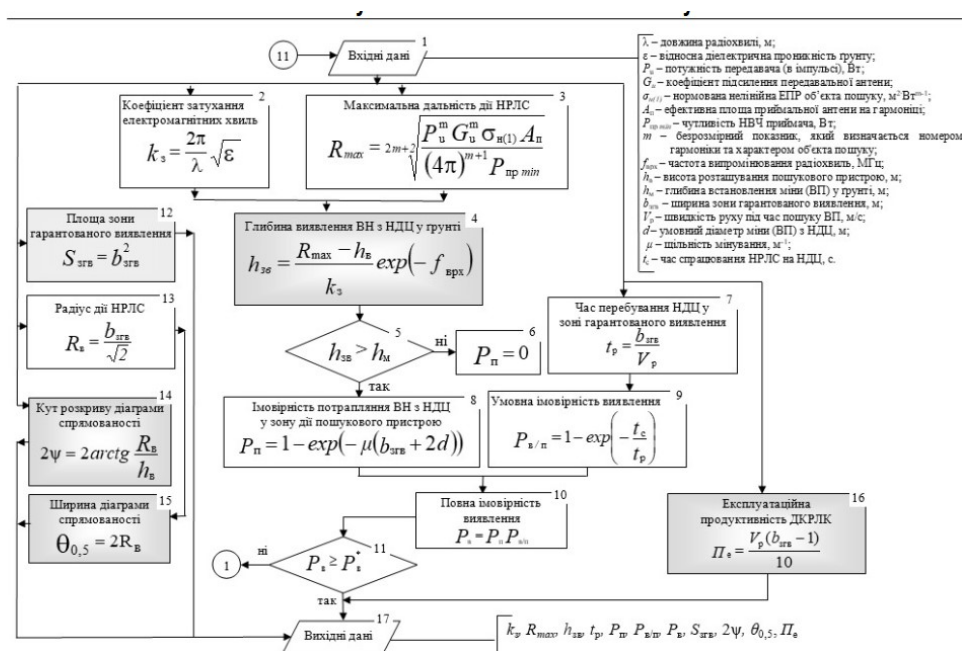 11
1
Вхідні дані
λ – довжина радіохвилі, м;
ε – відносна діелектрична проникність ґрунту;
Pи – потужність передавача (в імпульсі), Вт;
Gи – коефіцієнт підсилення передавальної антени;
σн(1) – нормована нелінійна ЕПР об'єкта пошуку, м²Вт
Aп – ефективна площа приймальної антени на гармоніці;
Pпр min – чутливість НВЧ приймача, Вт;
m – безрозмірний показник, який визначається номером
гармоніки та характером об'єкта пошуку;
fврх – частота випромінювання радіохвиль, МГц;
hв – висота розташування пошукового пристрою, м;
hм – глибина встановлення міни (ВП) у ґрунті, м;
bзгв – ширина зони гарантованого виявлення, м;
Vр – швидкість руху під час пошуку ВП, м/с;
d – умовний діаметр міни (ВП) з НДЦ, м;
μ – щільність мінування, м⁻¹;
tс – час спрацювання НРЛС на НДЦ, с.
2
Коефіцієнт затухання
електромагнітних хвиль
kз = 2π/λ √ε
3
Максимальна дальність дії НРЛС
Rmax = 2m+2√(Pиᵐ Gиᵐ σн(1) Aп / (4π)ᵐ⁺¹ Pпр min)
12
Площа зони
гарантованого виявлення
Sзгв = b²згв
4
Глибина виявлення ВН з НДЦ у ґрунті
hзв = (Rmax − hв)/kз exp(− fврх)
13
Радіус дії НРЛС
Rв = bзгв/√2
5
hзв > hм
ні
так
6
Pп = 0
7
Час перебування НДЦ у
зоні гарантованого виявлення
tр = bзгв/Vр
14
Кут розкриву діаграми
спрямованості
2ψ = 2arctg Rв/hв
8
Імовірність потрапляння ВН з НДЦ
у зону дії пошукового пристрою
Pп = 1 − exp(− μ(bзгв + 2d))
9
Умовна імовірність виявлення
Pв/п = 1 − exp(− tс/tр)
15
Ширина діаграми
спрямованості
Θ0,5 = 2Rв
10
Повна імовірність
виявлення
Pв = Pп Pв/п
16
Експлуатаційна
продуктивність ДКРЛК
Пе = Vр(bзгв − 1)/10
1
ні
11
Pв ≥ Pв*
так
17
Вихідні дані
kз, Rmax, hзв, tр, Pп, Pв/п, Pв, Sзгв, 2ψ, θ0,5, Пе